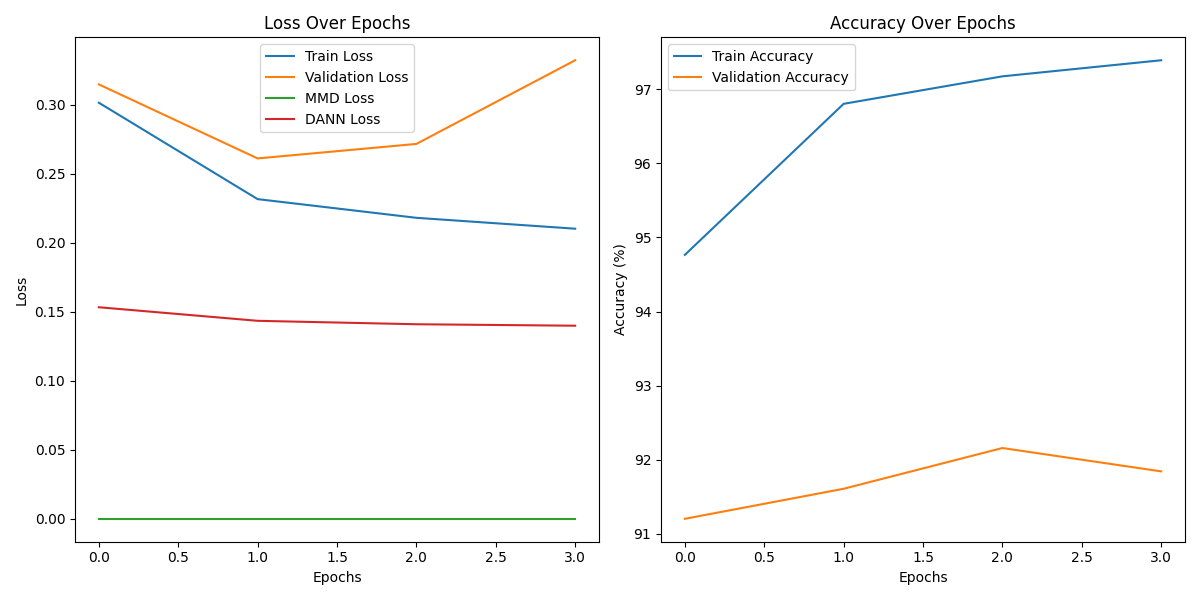 Loss Over Epochs
Train Loss
Validation Loss
MMD Loss
DANN Loss
0.30
0.25
0.20
0.15
0.10
0.05
0.00
Loss
0.0 0.5 1.0 1.5 2.0 2.5 3.0
Epochs
Accuracy Over Epochs
Train Accuracy
Validation Accuracy
97
96
95
94
93
92
91
Accuracy (%)
0.0 0.5 1.0 1.5 2.0 2.5 3.0
Epochs